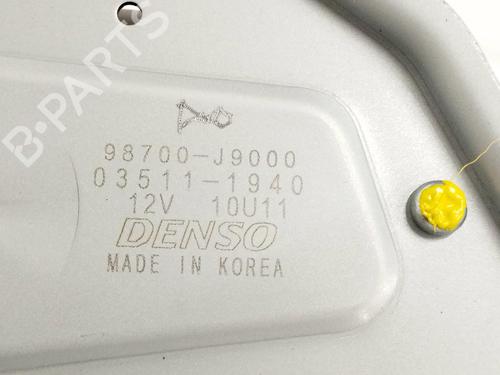 B-PARTS
98700-J9000
03511-1940
12V 10U11
DENSO
MADE IN KOREA